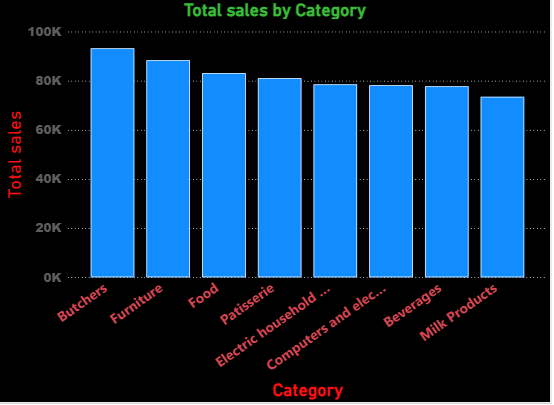 Total sales by Category
100K
80K
60K
40K
20K
0K
Total sales
Butchers
Furniture
Food
Patisserie
Electric household ...
Computers and elec...
Beverages
Milk Products
Category